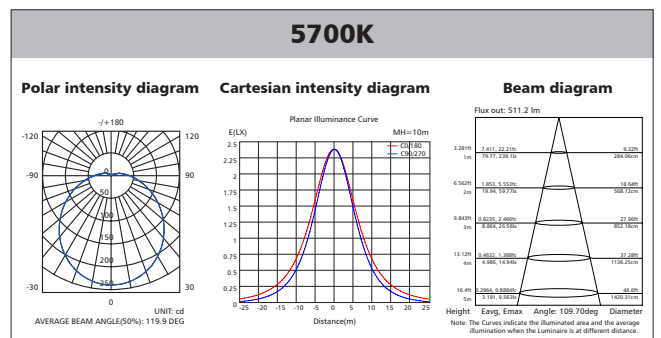 5700K
Polar intensity diagram
-/+180
-120
120
-90
90
0
50
100
150
200
250
-30
30
0
UNIT: cd
AVERAGE BEAM ANGLE(50%): 119.9 DEG
Cartesian intensity diagram
Planar Illuminance Curve
E(LX)
MH=10m
C0/180
C90/270
2.5
2.25
2
1.75
1.5
1.25
1
0.75
0.5
0.25
0
-25 -20 -15 -10 -5 0 5 10 15 20 25
Distance(m)
Beam diagram
Flux out: 511.2 lm
3.281ft 7.411, 22.21fc 9.32ft
1m 79.77, 239.1lx 284.06cm
6.562ft 1.853, 5.553fc 18.64ft
2m 19.94, 59.77lx 568.12cm
9.843ft 0.8235, 2.468fc 27.96ft
3m 8.864, 26.56lx 852.18cm
13.12ft 0.4632, 1.388fc 37.28ft
4m 4.986, 14.94lx 1136.25cm
16.4ft 0.2964, 0.8884fc 46.6ft
5m 3.191, 9.563lx 1420.31cm
Height Eavg, Emax Angle: 109.70deg Diameter
Note: The Curves indicate the illuminated area and the average
illumination when the Luminaire is at different distance.